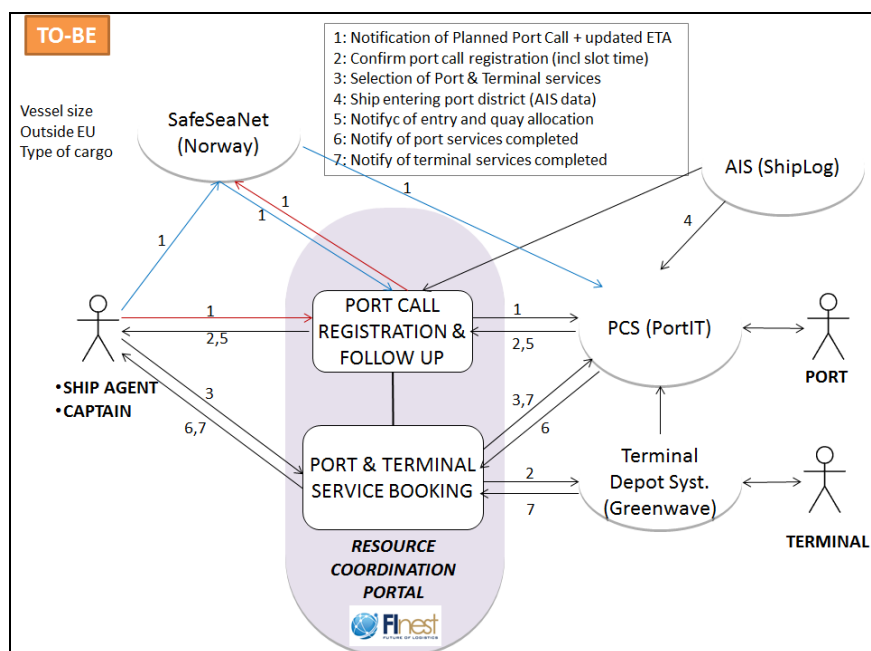 TO-BE
1: Notification of Planned Port Call + updated ETA
2: Confirm port call registration (incl slot time)
3: Selection of Port & Terminal services
4: Ship entering port district (AIS data)
5: Notifyc of entry and quay allocation
6: Notify of port services completed
7: Notify of terminal services completed
Vessel size
Outside EU
Type of cargo
SafeSeaNet
(Norway)
AIS (ShipLog)
1
1
1
1
4
1
2,5
PORT CALL
REGISTRATION &
FOLLOW UP
1
2,5
PCS (PortIT)
PORT
•SHIP AGENT
•CAPTAIN
3
6,7
3,7
6
PORT & TERMINAL
SERVICE BOOKING
2
7
Terminal
Depot Syst.
(Greenwave)
TERMINAL
RESOURCE
COORDINATION
PORTAL
FInest
FUTURE OF LOGISTICS